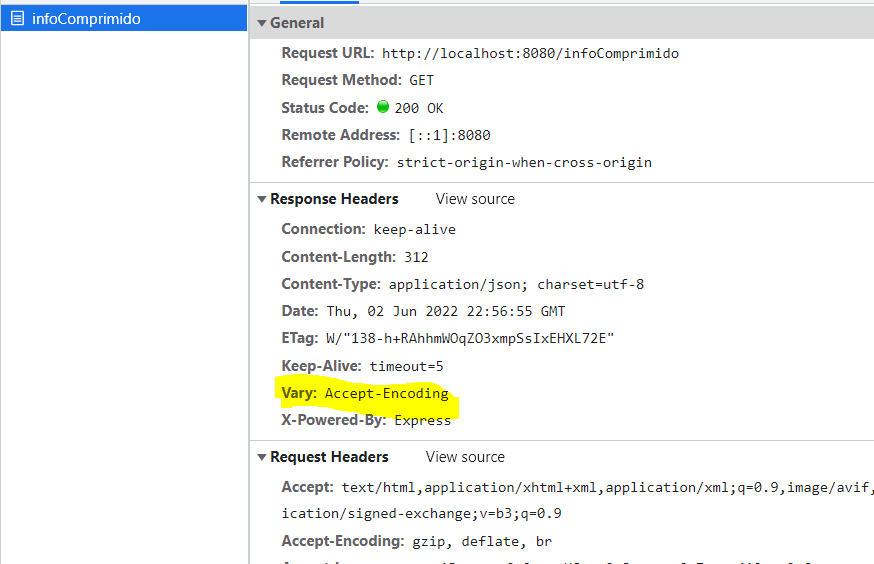 infoComprimido
General
Request URL: http://localhost:8080/infoComprimido
Request Method: GET
Status Code: 200 OK
Remote Address: [::1]:8080
Referrer Policy: strict-origin-when-cross-origin
Response Headers View source
Connection: keep-alive
Content-Length: 312
Content-Type: application/json; charset=utf-8
Date: Thu, 02 Jun 2022 22:56:55 GMT
ETag: W/"138-h+RAhhmWOqZO3xmpSsIxEHXL72E"
Keep-Alive: timeout=5
Vary: Accept-Encoding
X-Powered-By: Express
Request Headers View source
Accept: text/html,application/xhtml+xml,application/xml;q=0.9,image/avif,
ication/signed-exchange;v=b3;q=0.9
Accept-Encoding: gzip, deflate, br